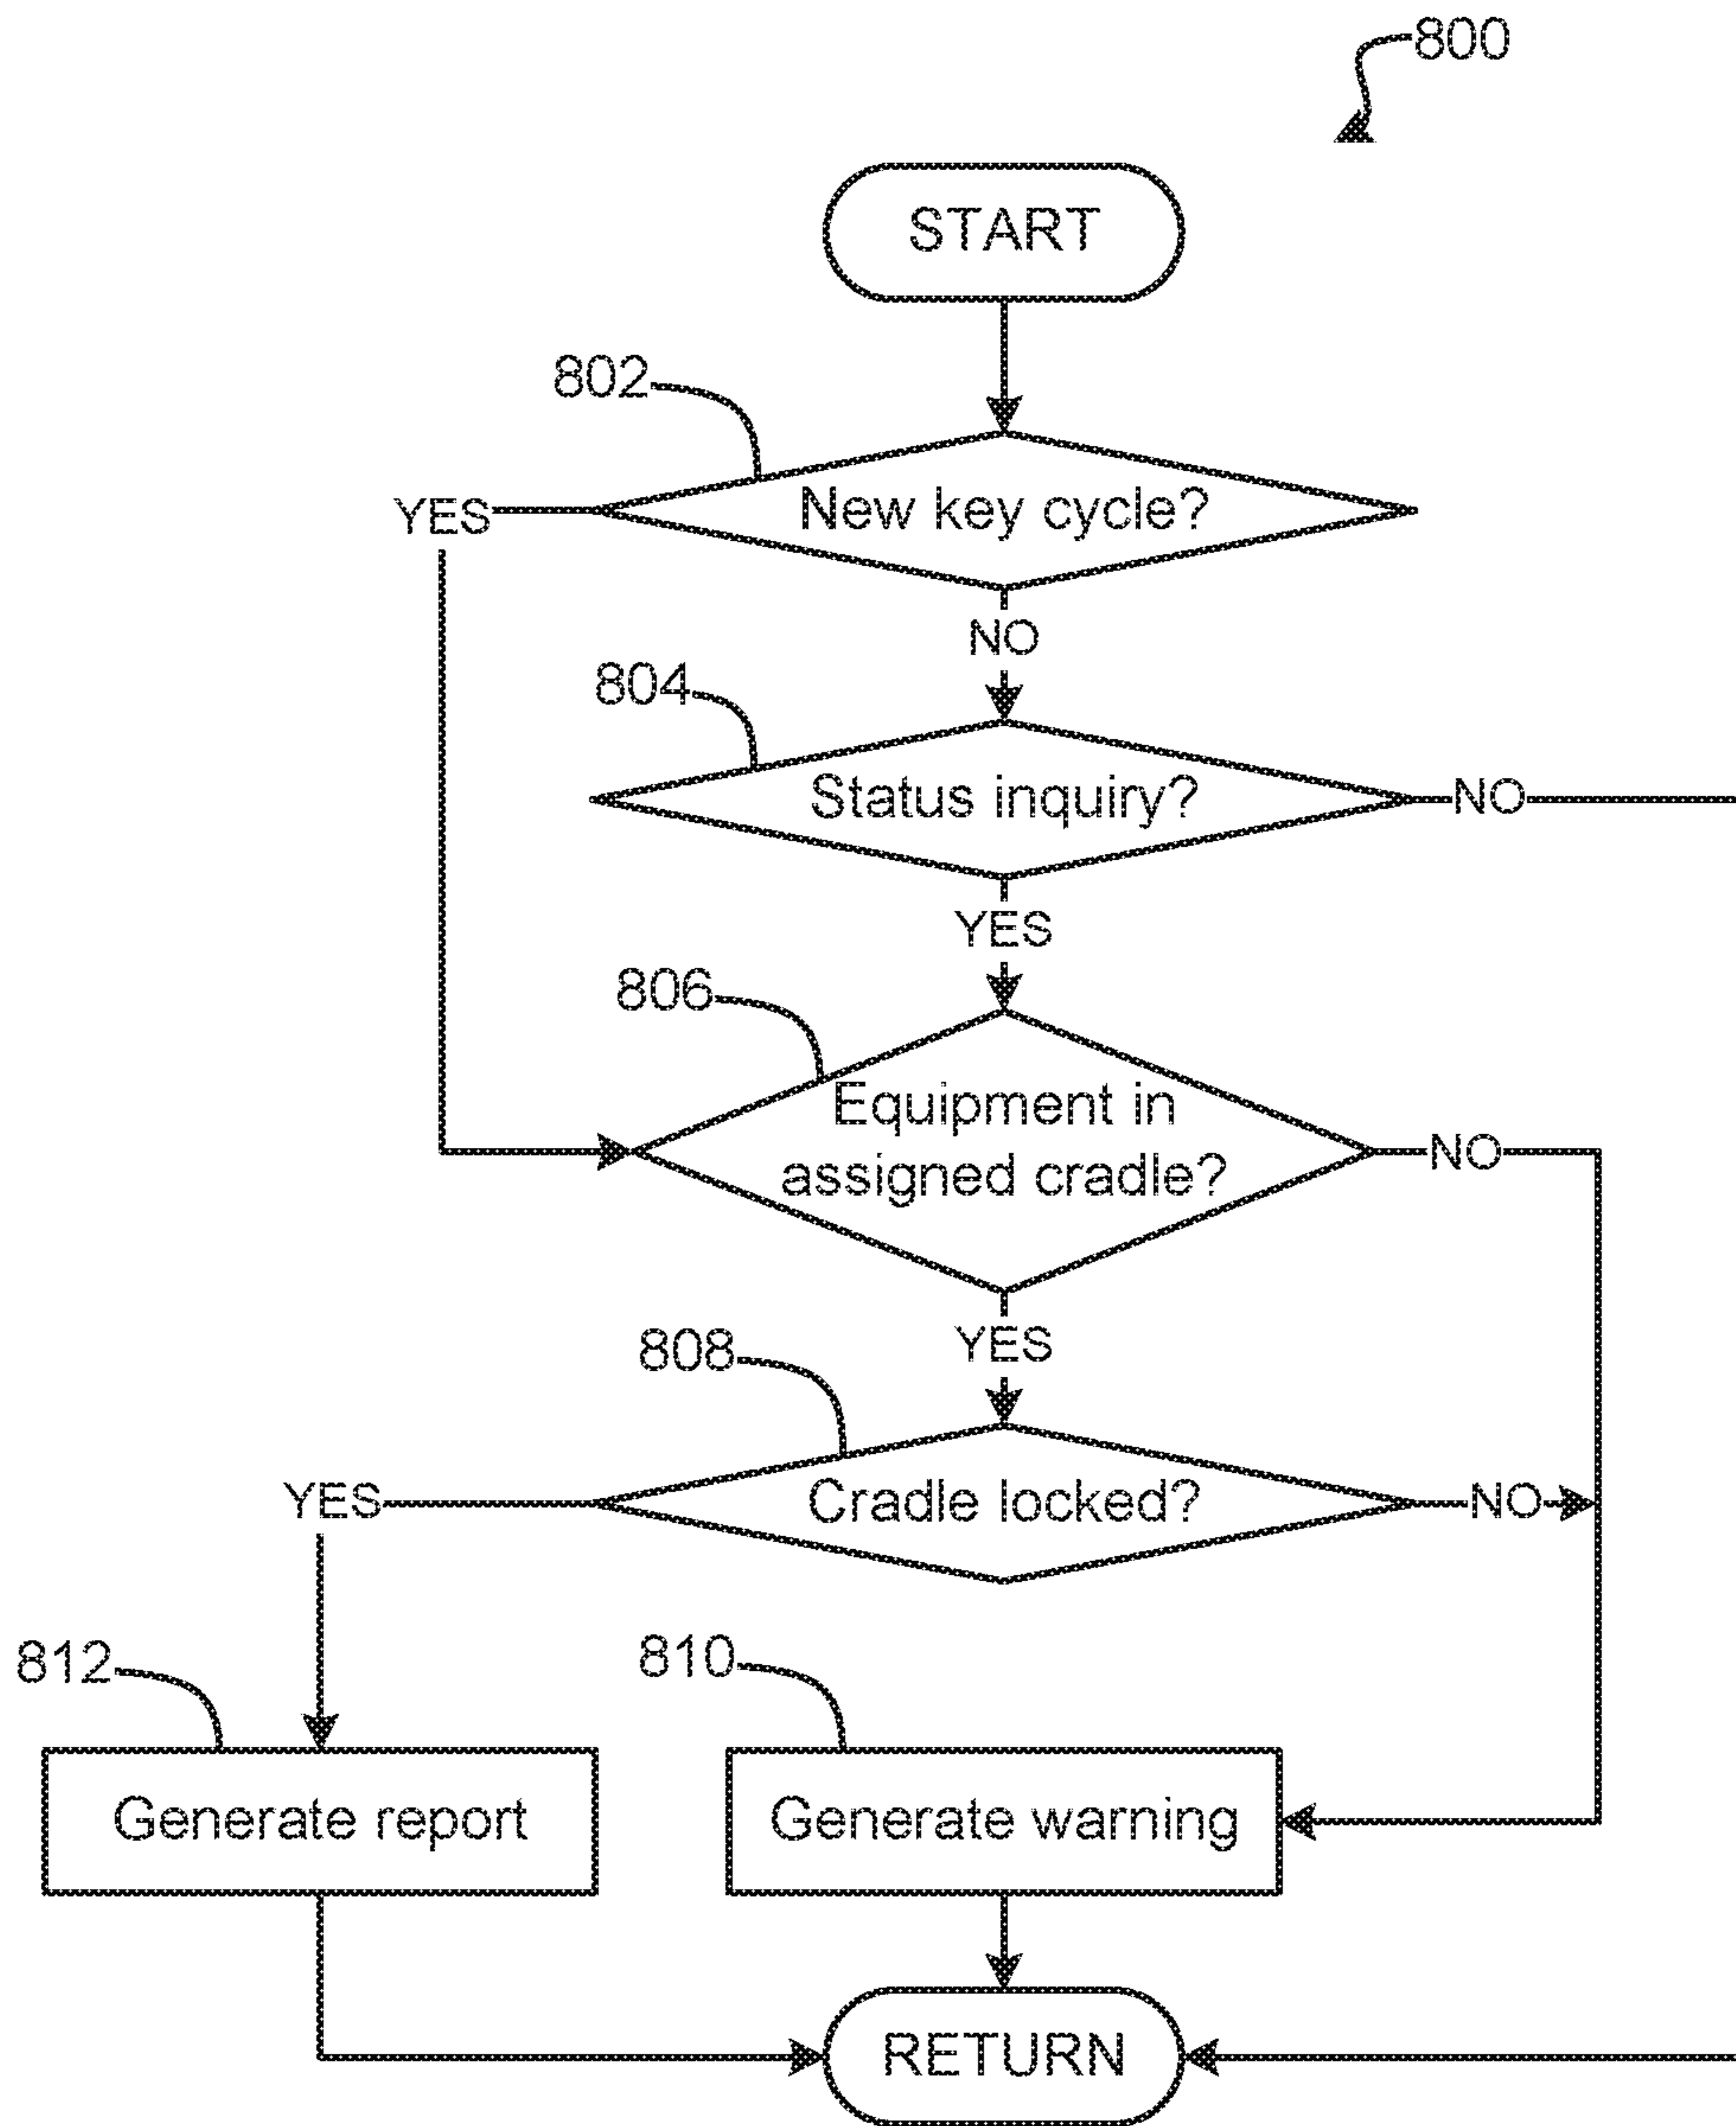 800
START
802
YES
New key cycle?
NO
804
Status inquiry?
NO
YES
806
Equipment in
assigned cradle?
NO
YES
808
YES
Cradle locked?
NO
812
810
Generate report
Generate warning
RETURN